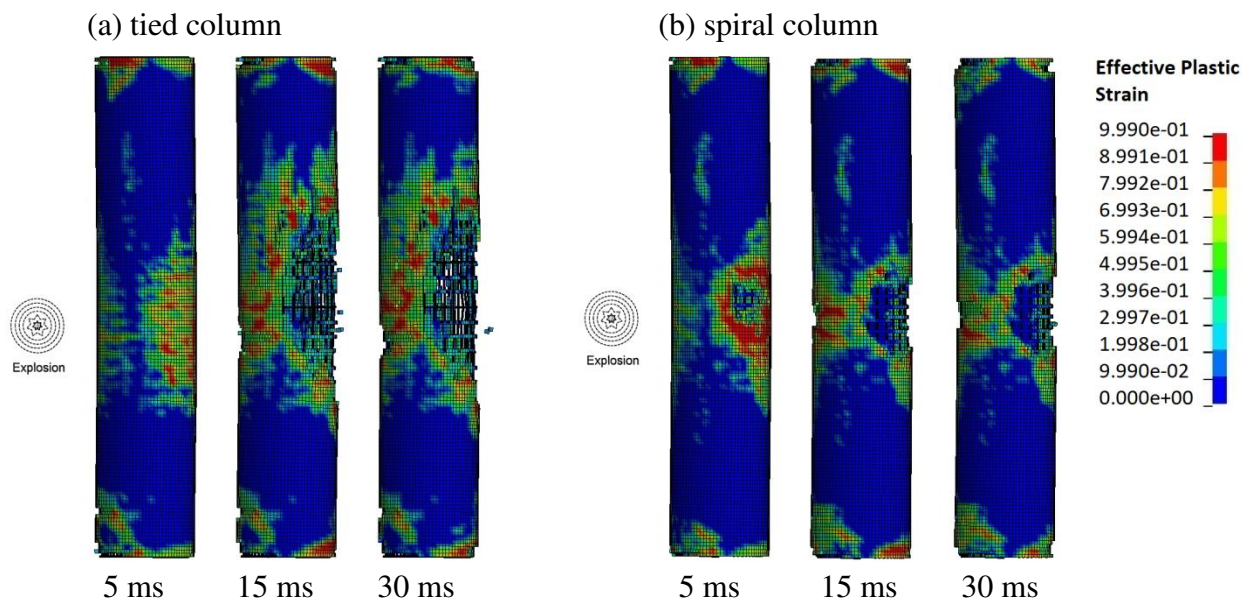 (a) tied column
(b) spiral column
Effective Plastic
Strain
9.990e-01
8.991e-01
7.992e-01
6.993e-01
5.994e-01
4.995e-01
3.996e-01
2.997e-01
1.998e-01
9.990e-02
0.000e+00
Explosion
Explosion
5 ms
15 ms
30 ms
5 ms
15 ms
30 ms